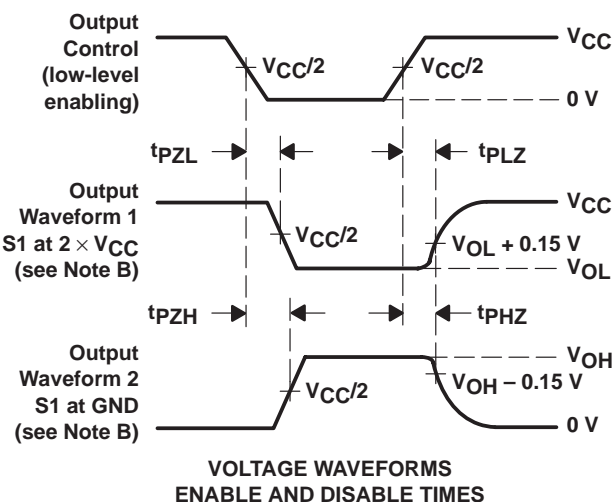 Output
Control
(low-level
enabling)
VCC/2
VCC/2
VCC
0 V
tPZL
tPLZ
Output
Waveform 1
S1 at 2 × VCC
(see Note B)
VCC/2
VCC
VOL + 0.15 V
VOL
tPZH
tPHZ
Output
Waveform 2
S1 at GND
(see Note B)
VCC/2
VOH
VOH − 0.15 V
0 V
VOLTAGE WAVEFORMS
ENABLE AND DISABLE TIMES